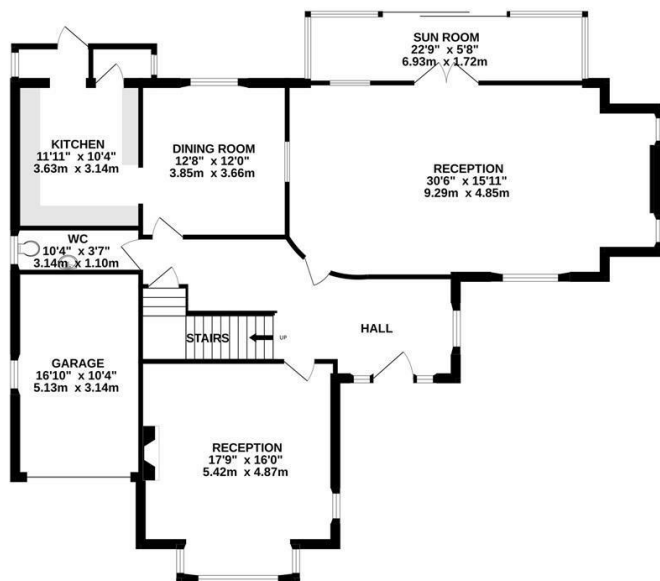 SUN ROOM
22'9" x 5'8"
6.93m x 1.72m
KITCHEN
11'11" x 10'4"
3.63m x 3.14m
DINING ROOM
12'8" x 12'0"
3.85m x 3.66m
RECEPTION
30'6" x 15'11"
9.29m x 4.85m
WC
10'4" x 3'7"
3.14m x 1.10m
HALL
STAIRS
UP
GARAGE
16'10" x 10'4"
5.13m x 3.14m
RECEPTION
17'9" x 16'0"
5.42m x 4.87m